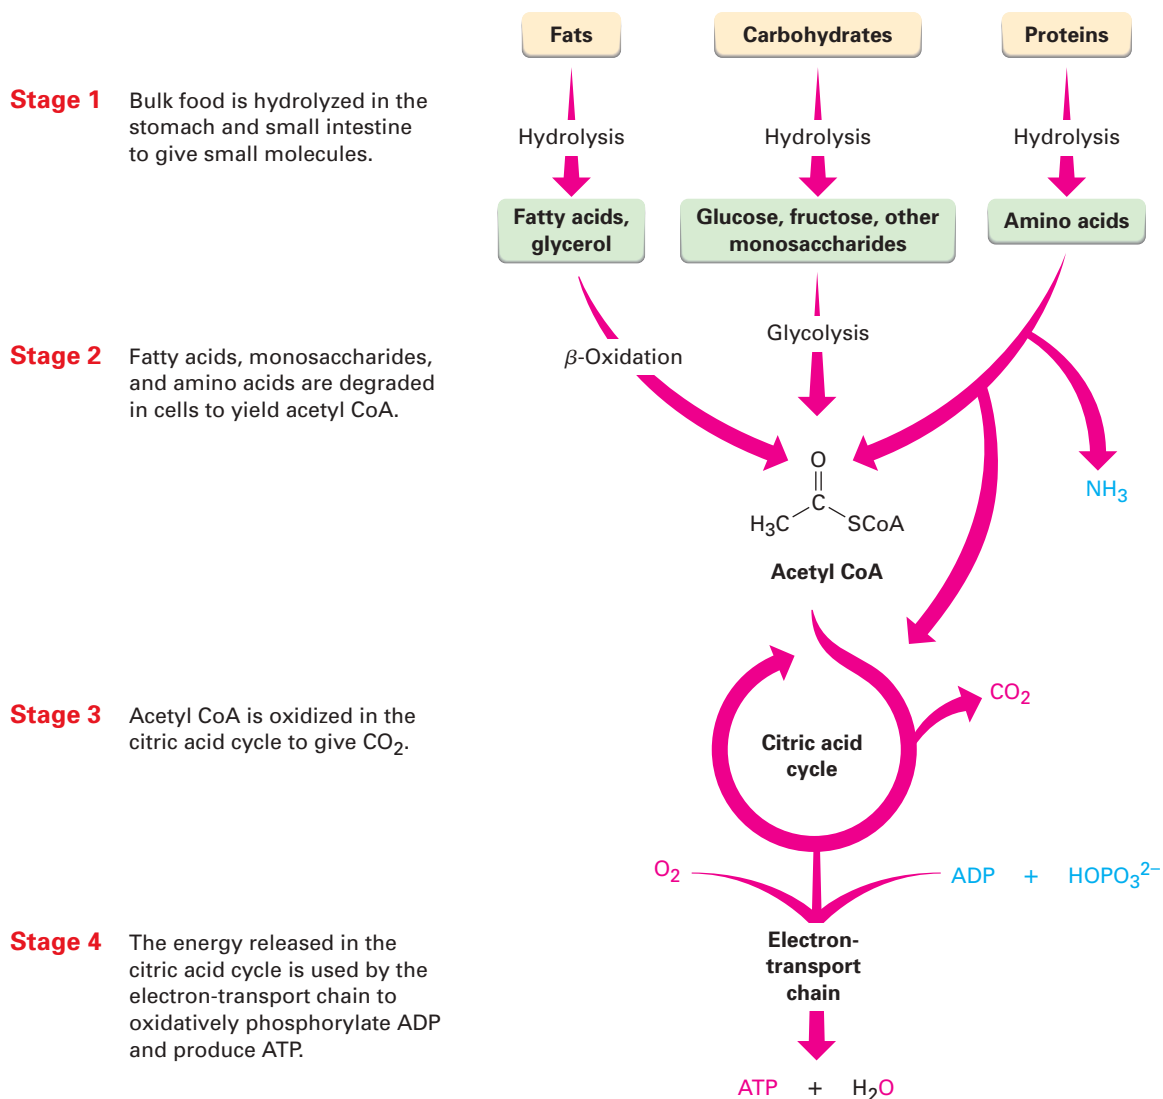 Fats
Carbohydrates
Proteins
Stage 1
Bulk food is hydrolyzed in the
stomach and small intestine
to give small molecules.
Hydrolysis
Hydrolysis
Hydrolysis
Fatty acids,
glycerol
Glucose, fructose, other
monosaccharides
Amino acids
Stage 2
Fatty acids, monosaccharides,
and amino acids are degraded
in cells to yield acetyl CoA.
β-Oxidation
Glycolysis
O
C
H₃C
SCoA
NH₃
Acetyl CoA
Stage 3
Acetyl CoA is oxidized in the
citric acid cycle to give CO₂.
Citric acid
cycle
CO₂
O₂
ADP + HOPO₃²⁻
Stage 4
The energy released in the
citric acid cycle is used by the
electron-transport chain to
oxidatively phosphorylate ADP
and produce ATP.
Electron-
transport
chain
ATP + H₂O